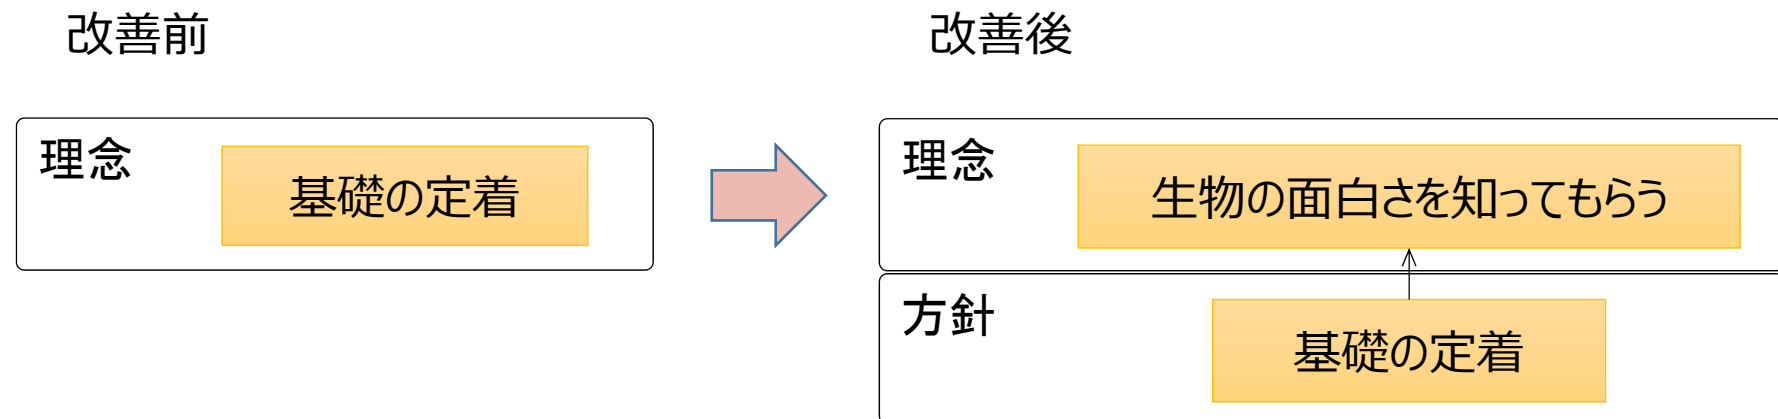 改善前
改善後
理念
基礎の定着
理念
生物の面白さを知ってもらう
方針
基礎の定着